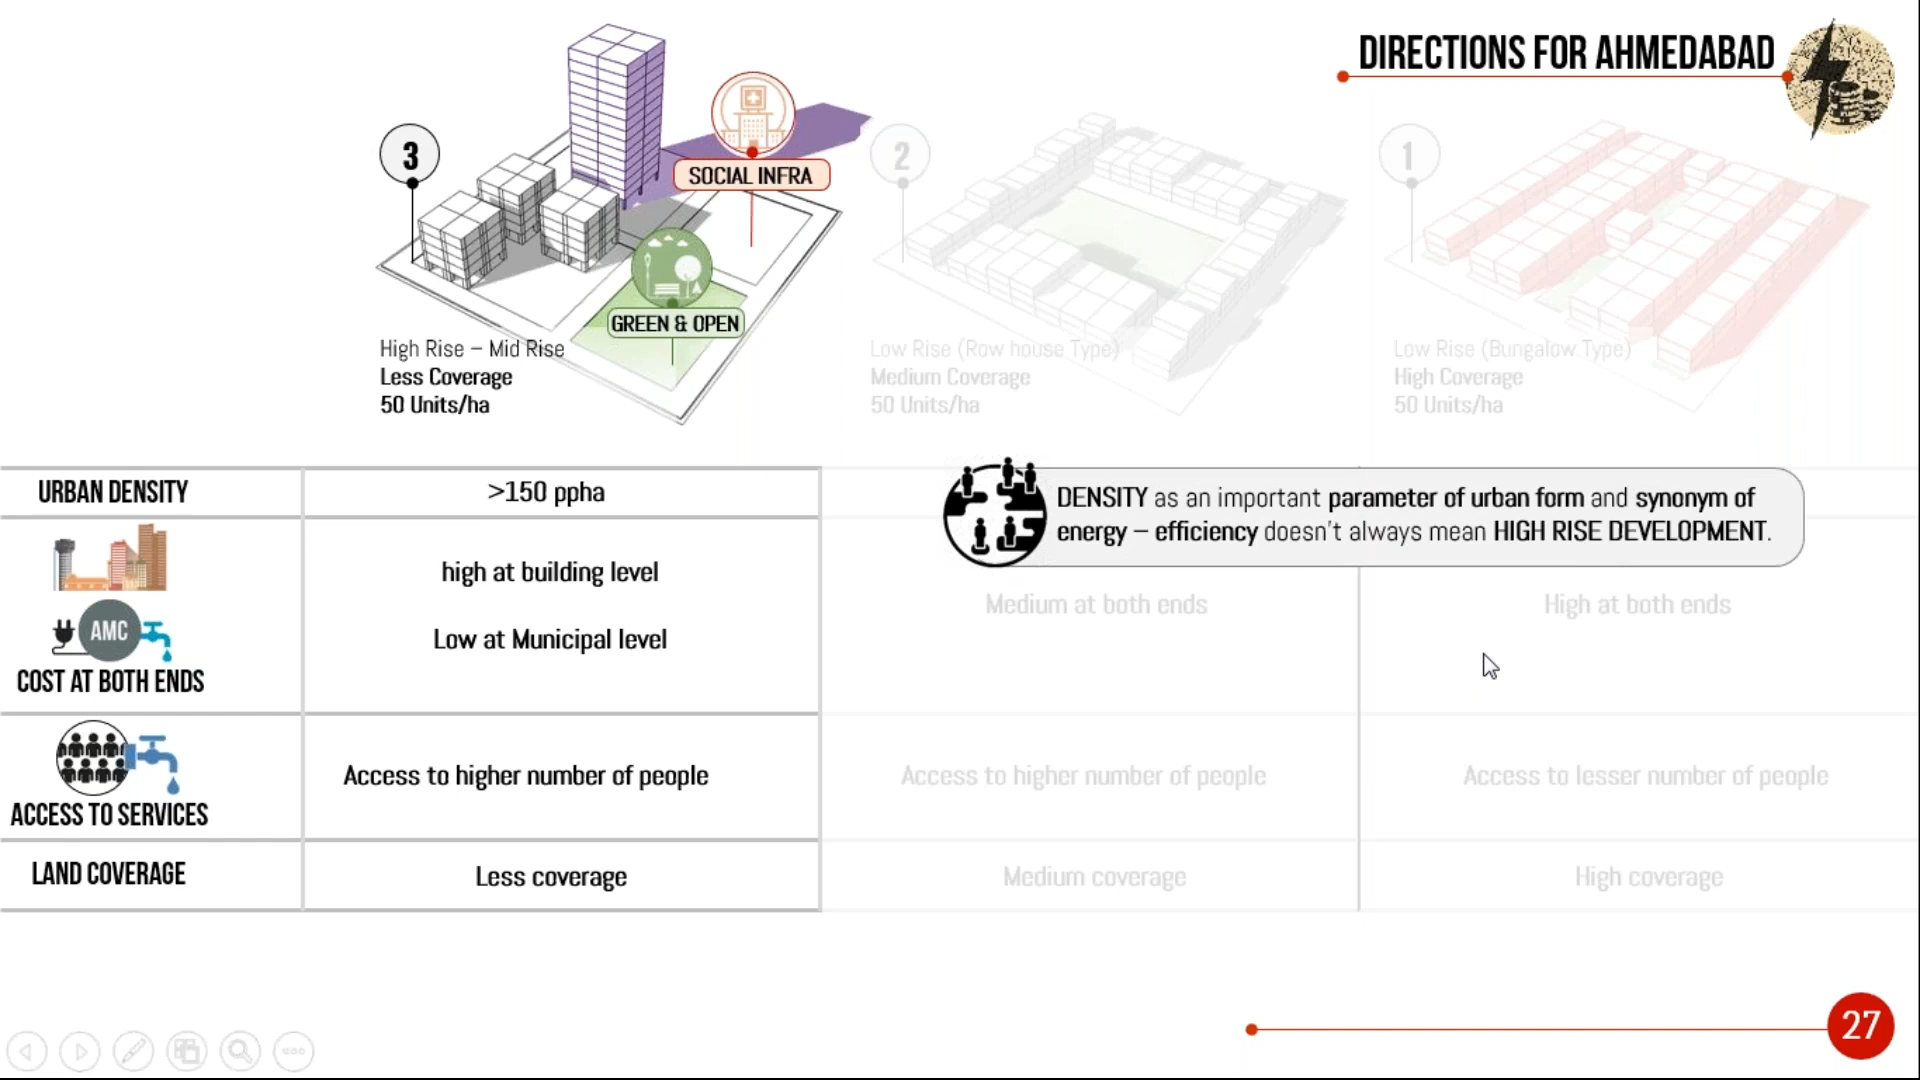 DIRECTIONS FOR AHMEDABAD
3
SOCIAL INFRA
GREEN & OPEN
High Rise – Mid Rise
Less Coverage
50 Units/ha
2
Low Rise (Row house Type)
Medium Coverage
50 Units/ha
1
Low Rise (Bungalow Type)
High Coverage
50 Units/ha
URBAN DENSITY
>150 ppha
DENSITY as an important parameter of urban form and synonym of
energy – efficiency doesn't always mean HIGH RISE DEVELOPMENT.
AMC
COST AT BOTH ENDS
high at building level
Low at Municipal level
Medium at both ends
High at both ends
ACCESS TO SERVICES
Access to higher number of people
Access to higher number of people
Access to lesser number of people
LAND COVERAGE
Less coverage
Medium coverage
High coverage
27